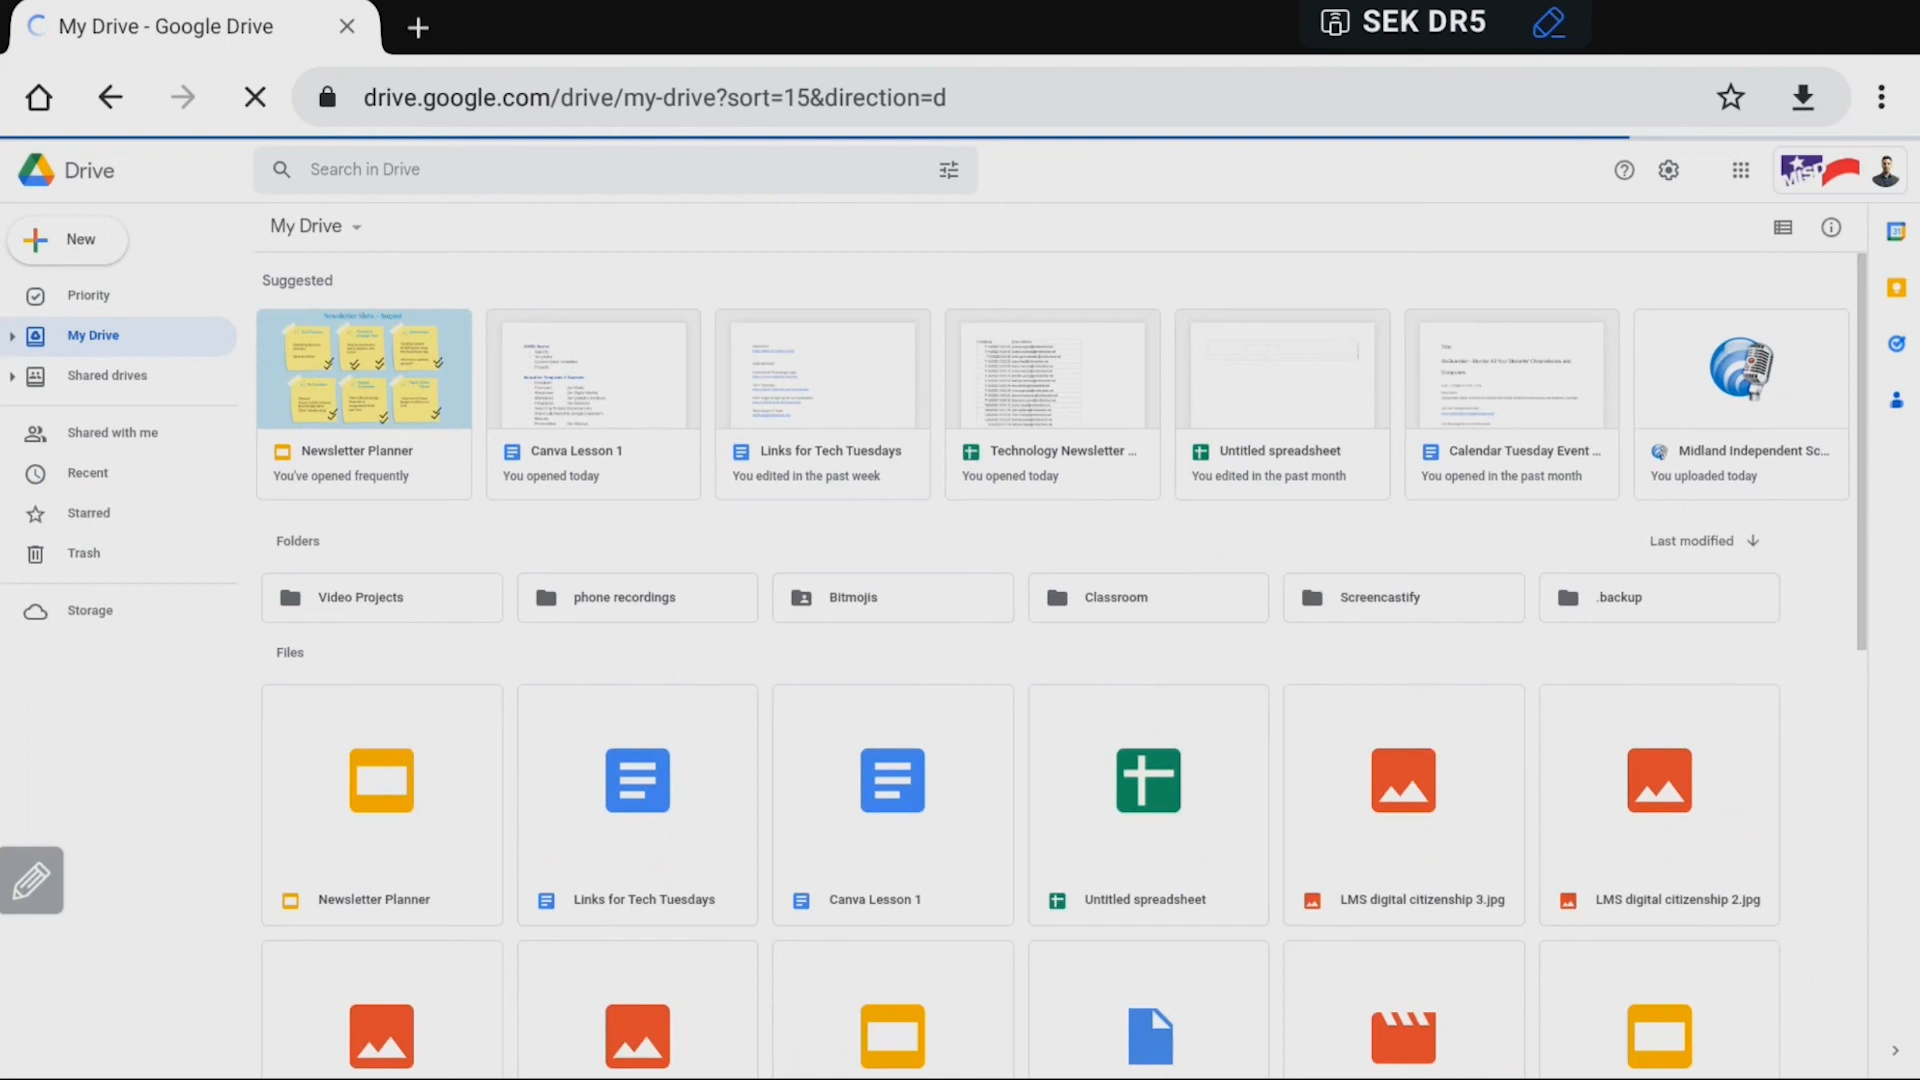 My Drive - Google Drive
SEK DR5
drive.google.com/drive/my-drive?sort=15&direction=d
Drive
Search in Drive
MISD
New
My Drive
Priority
My Drive
Shared drives
Shared with me
Recent
Starred
Trash
Storage
Suggested
Newsletter Planner
You've opened frequently
Canva Lesson 1
You opened today
Links for Tech Tuesdays
You edited in the past week
Technology Newsletter ...
You opened today
Untitled spreadsheet
You edited in the past month
Calendar Tuesday Event ...
You opened in the past month
Midland Independent Sc...
You uploaded today
Folders
Last modified
Video Projects
phone recordings
Bitmojis
Classroom
Screencastify
.backup
Files
Newsletter Planner
Links for Tech Tuesdays
Canva Lesson 1
Untitled spreadsheet
LMS digital citizenship 3.jpg
LMS digital citizenship 2.jpg